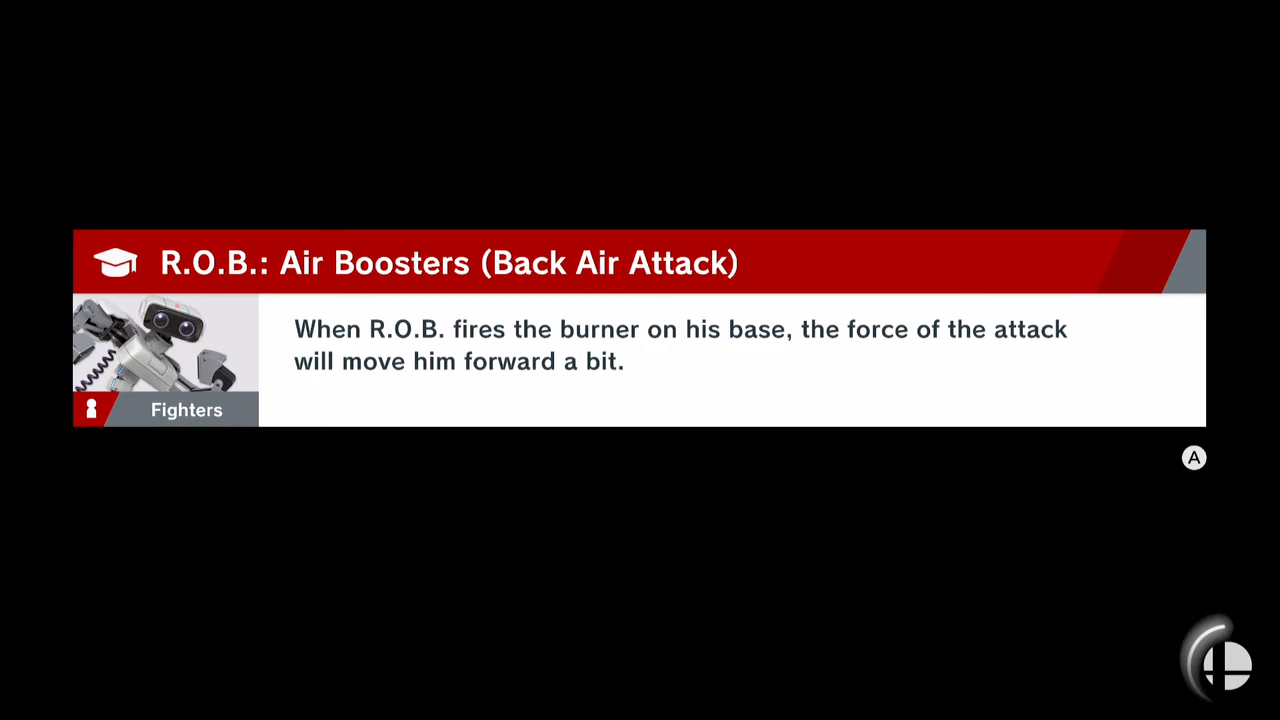 R.O.B.: Air Boosters (Back Air Attack)
When R.O.B. fires the burner on his base, the force of the attack
will move him forward a bit.
Fighters
A